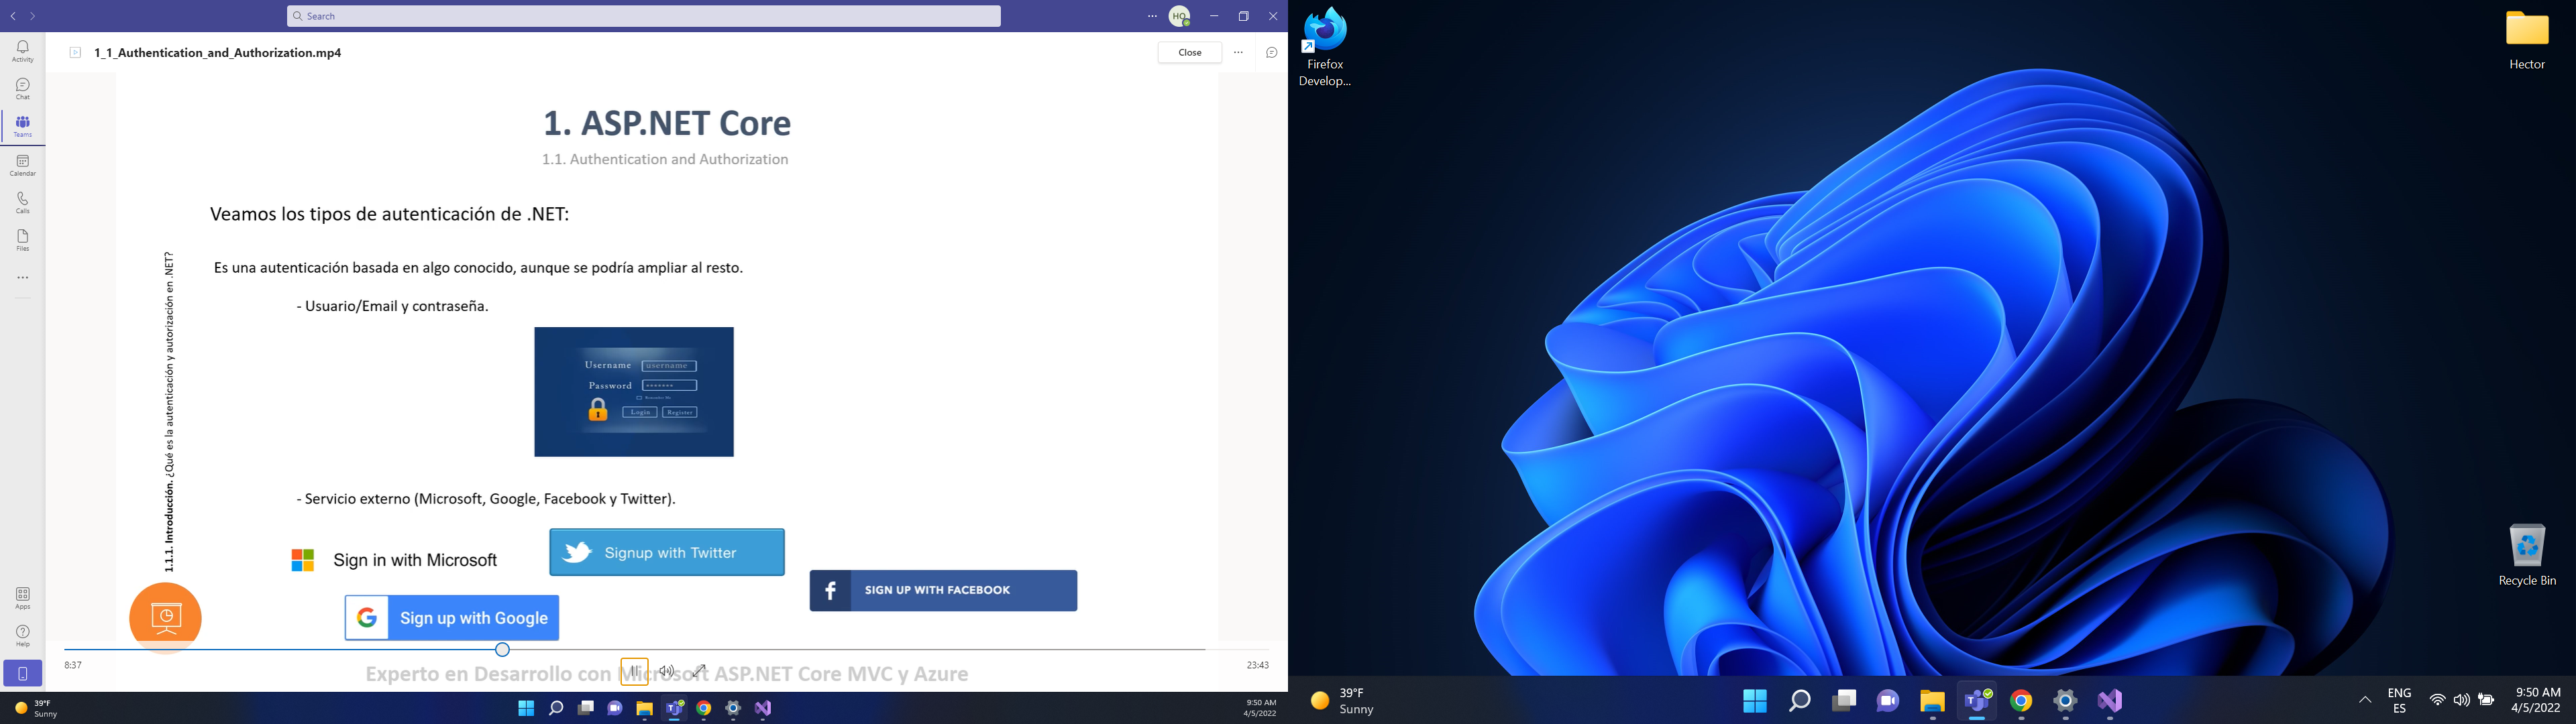 Search
HQ
Activity
Chat
Teams
Calendar
Calls
Files
Apps
Help
1_1_Authentication_and_Authorization.mp4
Close
1. ASP.NET Core
1.1. Authentication and Authorization
1.1.1. Introducción. ¿Qué es la autenticación y autorización en .NET?
Veamos los tipos de autenticación de .NET:
Es una autenticación basada en algo conocido, aunque se podría ampliar al resto.
- Usuario/Email y contraseña.
Username username
Password *******
Remember Me
Login Register
- Servicio externo (Microsoft, Google, Facebook y Twitter).
Sign in with Microsoft
Signup with Twitter
SIGN UP WITH FACEBOOK
Sign up with Google
8:37
23:43
Experto en Desarrollo con Microsoft ASP.NET Core MVC y Azure
39°F
Sunny
9:50 AM
4/5/2022
Firefox
Develop...
Hector
Recycle Bin
39°F
Sunny
ENG
ES
9:50 AM
4/5/2022